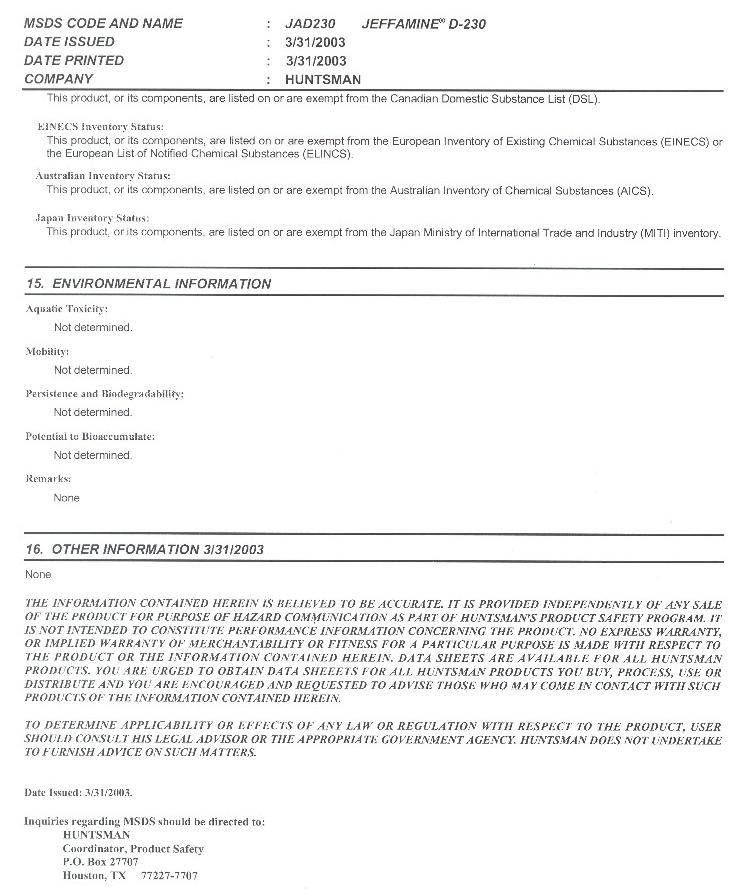 MSDS CODE AND NAME : JAD230 JEFFAMINE® D-230
DATE ISSUED : 3/31/2003
DATE PRINTED : 3/31/2003
COMPANY : HUNTSMAN
This product, or its components, are listed on or are exempt from the Canadian Domestic Substance List (DSL).
EINECS Inventory Status:
This product, or its components, are listed on or are exempt from the European Inventory of Existing Chemical Substances (EINECS) or
the European List of Notified Chemical Substances (ELINCS).
Australian Inventory Status:
This product, or its components, are listed on or are exempt from the Australian Inventory of Chemical Substances (AICS).
Japan Inventory Status:
This product, or its components, are listed on or are exempt from the Japan Ministry of International Trade and Industry (MITI) inventory.
15. ENVIRONMENTAL INFORMATION
Aquatic Toxicity:
Not determined.
Mobility:
Not determined.
Persistence and Biodegradability:
Not determined.
Potential to Bioaccumulate:
Not determined.
Remarks:
None
16. OTHER INFORMATION 3/31/2003
None
THE INFORMATION CONTAINED HEREIN IS BELIEVED TO BE ACCURATE. IT IS PROVIDED INDEPENDENTLY OF ANY SALE
OF THE PRODUCT FOR PURPOSE OF HAZARD COMMUNICATION AS PART OF HUNTSMAN'S PRODUCT SAFETY PROGRAM. IT
IS NOT INTENDED TO CONSTITUTE PERFORMANCE INFORMATION CONCERNING THE PRODUCT. NO EXPRESS WARRANTY,
OR IMPLIED WARRANTY OF MERCHANTABILITY OR FITNESS FOR A PARTICULAR PURPOSE IS MADE WITH RESPECT TO
THE PRODUCT OR THE INFORMATION CONTAINED HEREIN. DATA SHEETS ARE AVAILABLE FOR ALL HUNTSMAN
PRODUCTS. YOU ARE URGED TO OBTAIN DATA SHEEETS FOR ALL HUNTSMAN PRODUCTS YOU BUY, PROCESS, USE OR
DISTRIBUTE AND YOU ARE ENCOURAGED AND REQUESTED TO ADVISE THOSE WHO MAY COME IN CONTACT WITH SUCH
PRODUCTS OF THE INFORMATION CONTAINED HEREIN.
TO DETERMINE APPLICABILITY OR EFFECTS OF ANY LAW OR REGULATION WITH RESPECT TO THE PRODUCT, USER
SHOULD CONSULT HIS LEGAL ADVISOR OR THE APPROPRIATE GOVERNMENT AGENCY. HUNTSMAN DOES NOT UNDERTAKE
TO FURNISH ADVICE ON SUCH MATTERS.
Date Issued: 3/31/2003.
Inquiries regarding MSDS should be directed to:
HUNTSMAN
Coordinator, Product Safety
P.O. Box 27707
Houston, TX 77227-7707